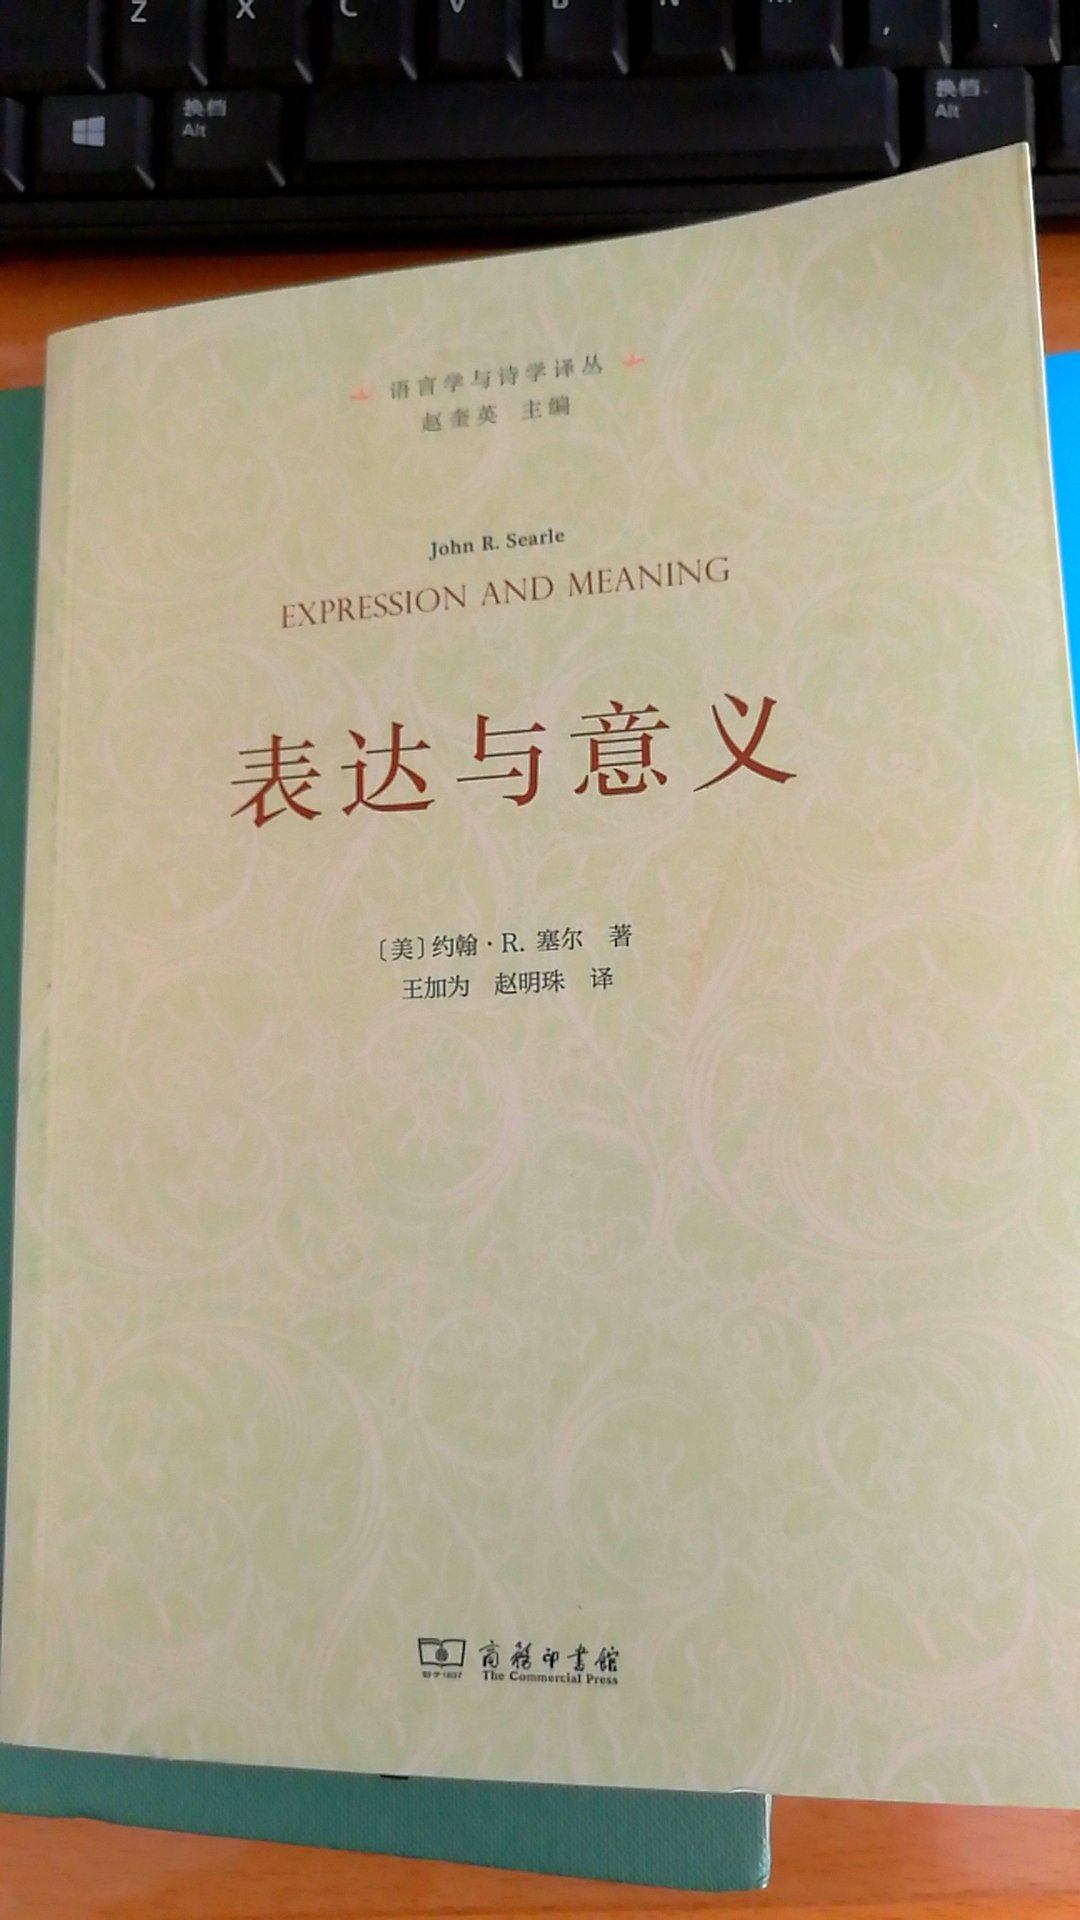 Z X C V B N M , .
换档
Alt
换档
Alt
语言学与诗学译丛
赵奎英 主编
John R. Searle
EXPRESSION AND MEANING
表达与意义
〔美〕约翰·R. 塞尔 著
王加为 赵明珠 译
商務印書館
The Commercial Press